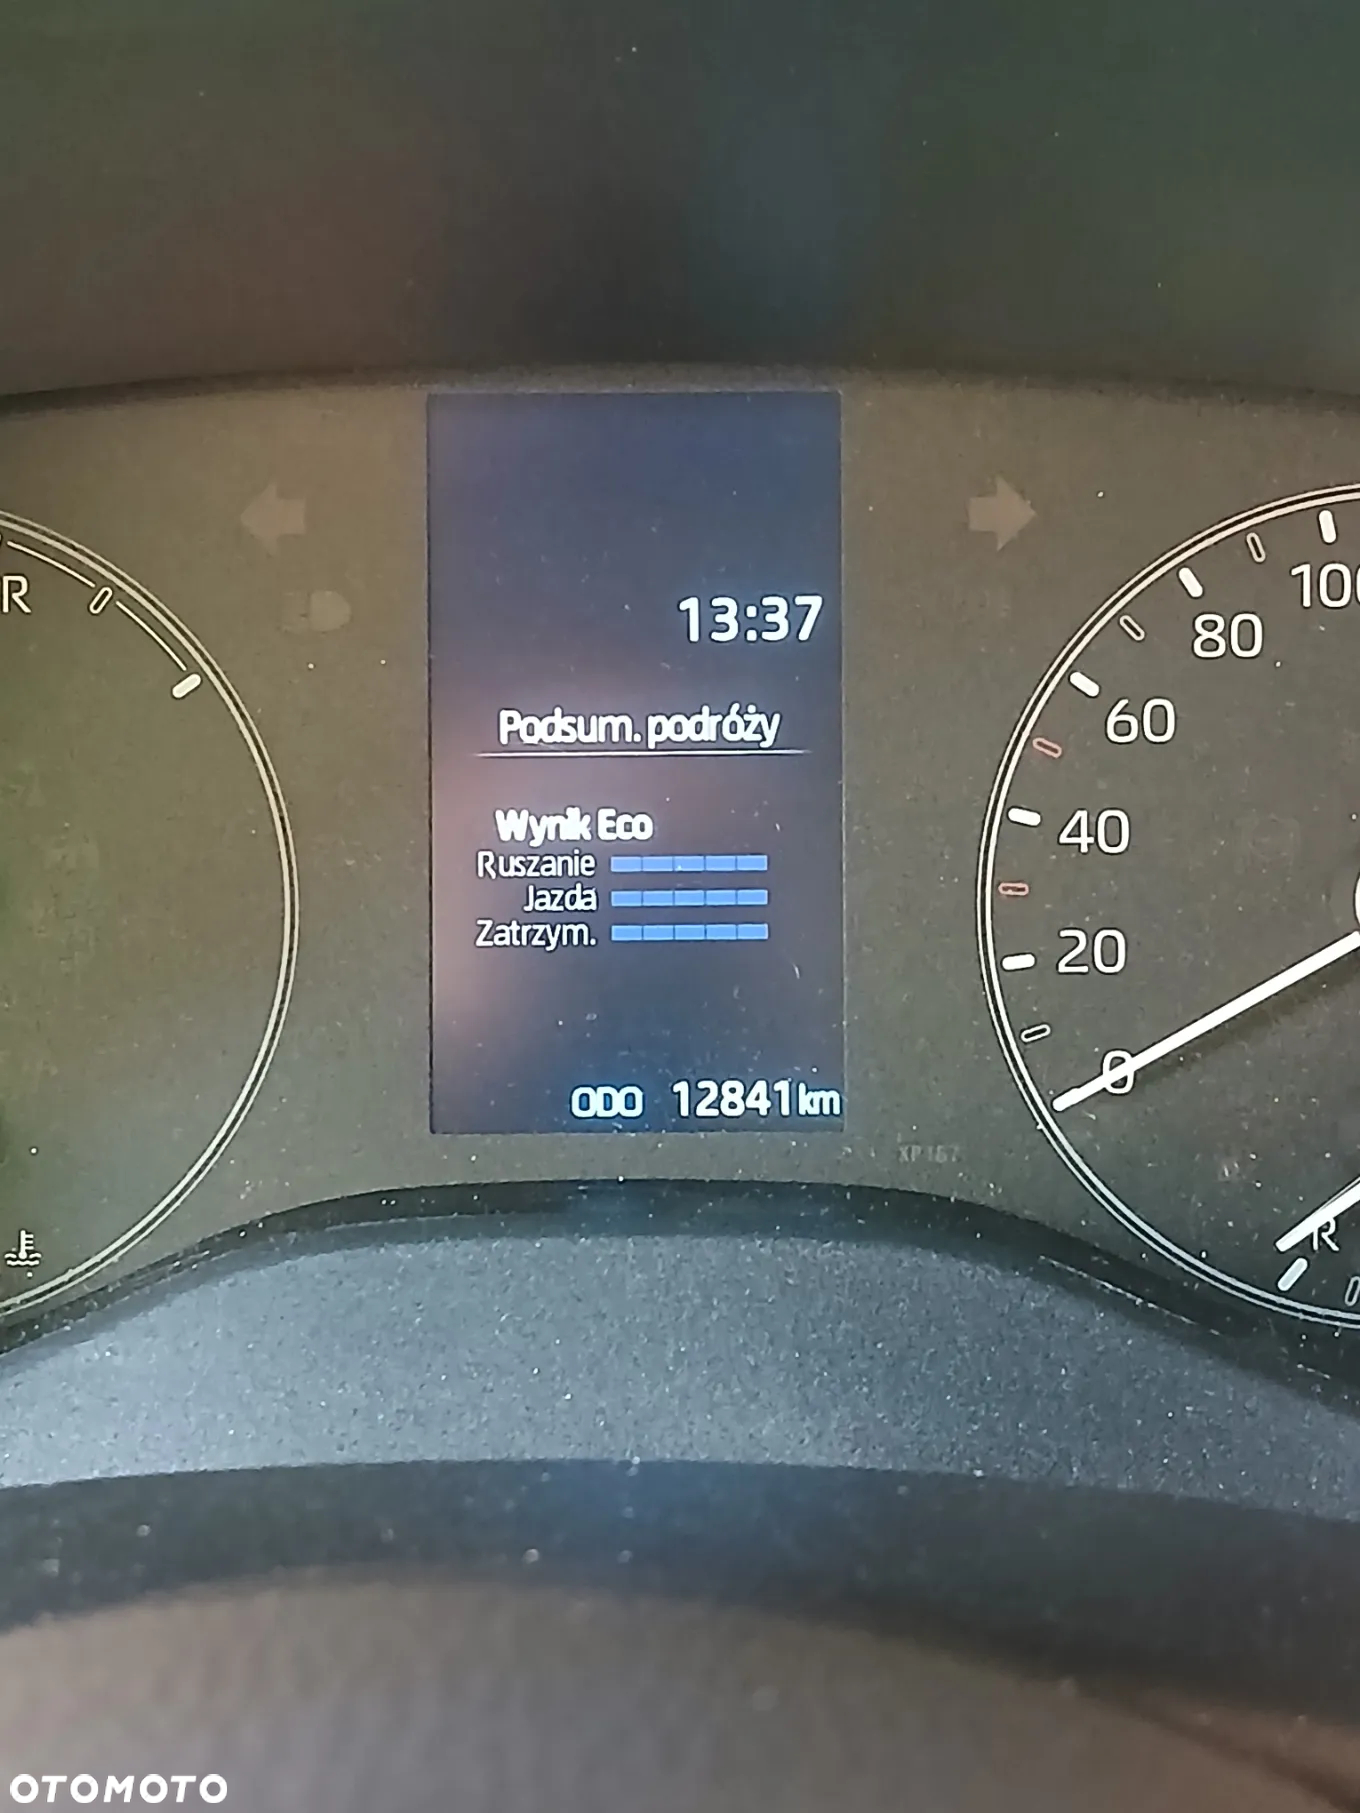 13:37
Podsum. podróży
Wynik Eco
Ruszanie
Jazda
Zatrzym.
ODO 12841 km
R
100
80
60
40
20
0
R
OTOMOTO